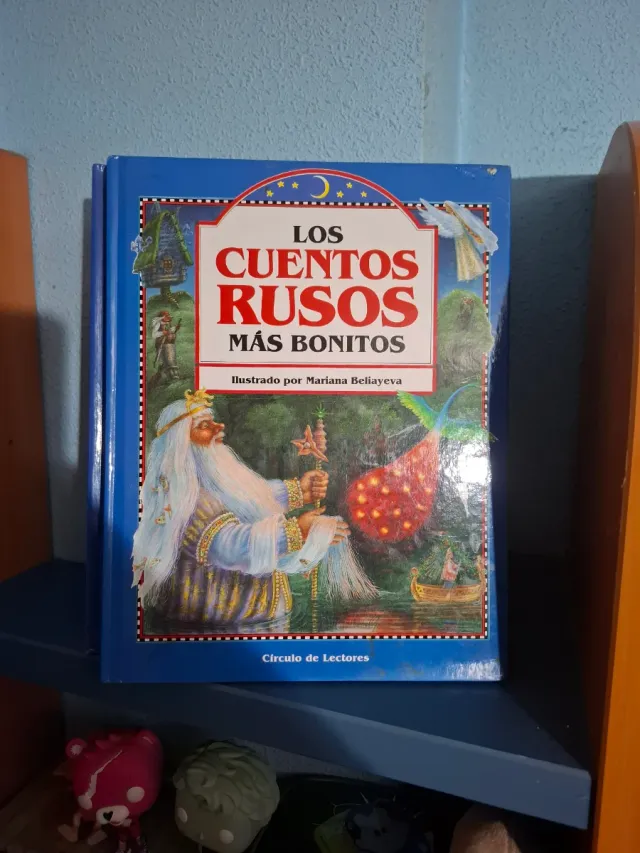 LOS
CUENTOS
RUSOS
MÁS BONITOS
Ilustrado por Mariana Beliayeva
Círculo de Lectores